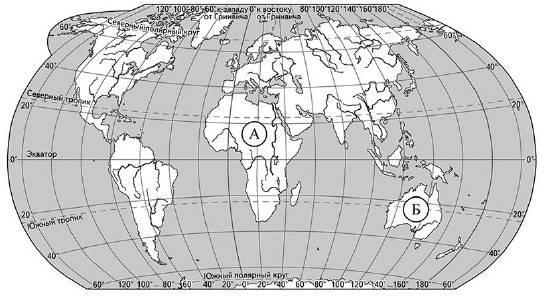 120°100°80°60°к западу 0°к востоку 80°100°120°140°160°180°
от Гринвича от Гринвича
Северный полярный круг
60° 60°
40° 40°
Северный тропик
20° 20°
А
Экватор 0° 0°
Б
20° 20°
Южный тропик
40° 40°
Южный полярный круг
60° 120° 100° 80° 60° 40° 20° 0° 20° 40° 60° 80° 100° 120° 140° 160° 180° 60°